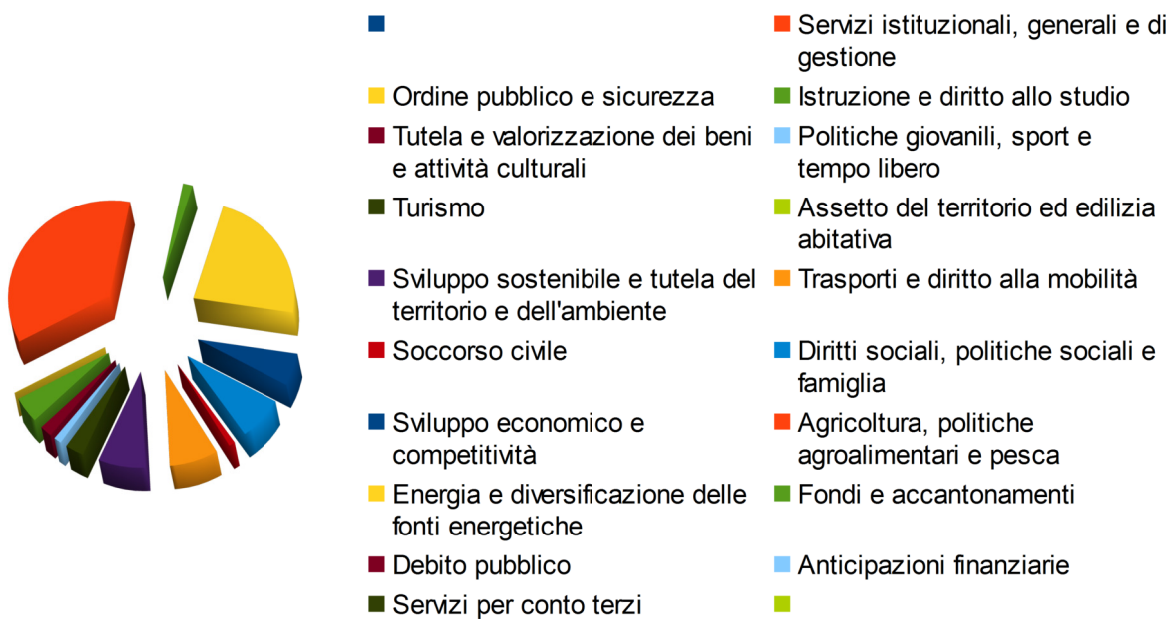 Servizi istituzionali, generali e di
gestione
Ordine pubblico e sicurezza
Istruzione e diritto allo studio
Tutela e valorizzazione dei beni
e attività culturali
Politiche giovanili, sport e
tempo libero
Turismo
Assetto del territorio ed edilizia
abitativa
Sviluppo sostenibile e tutela del
territorio e dell'ambiente
Trasporti e diritto alla mobilità
Soccorso civile
Diritti sociali, politiche sociali e
famiglia
Sviluppo economico e
competitività
Agricoltura, politiche
agroalimentari e pesca
Energia e diversificazione delle
fonti energetiche
Fondi e accantonamenti
Debito pubblico
Anticipazioni finanziarie
Servizi per conto terzi